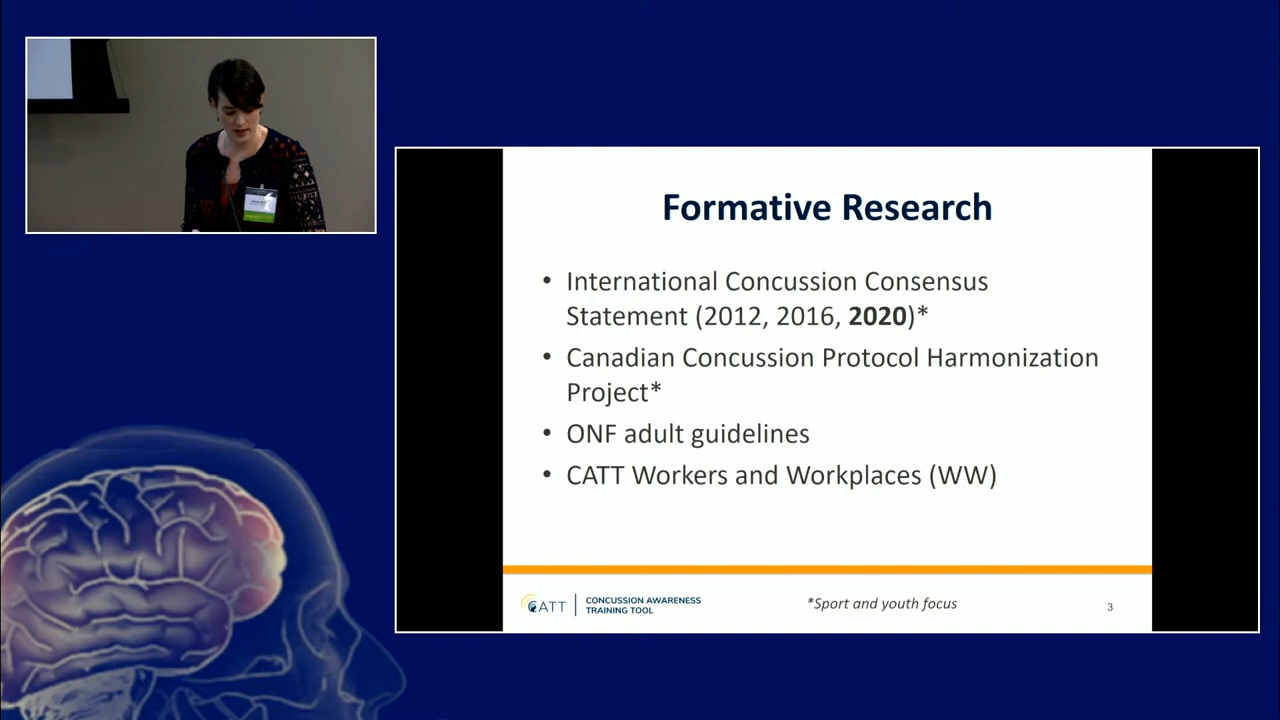 Formative Research
• International Concussion Consensus
Statement (2012, 2016, 2020)*
• Canadian Concussion Protocol Harmonization
Project*
• ONF adult guidelines
• CATT Workers and Workplaces (WW)
CATT
CONCUSSION AWARENESS
TRAINING TOOL
*Sport and youth focus
3